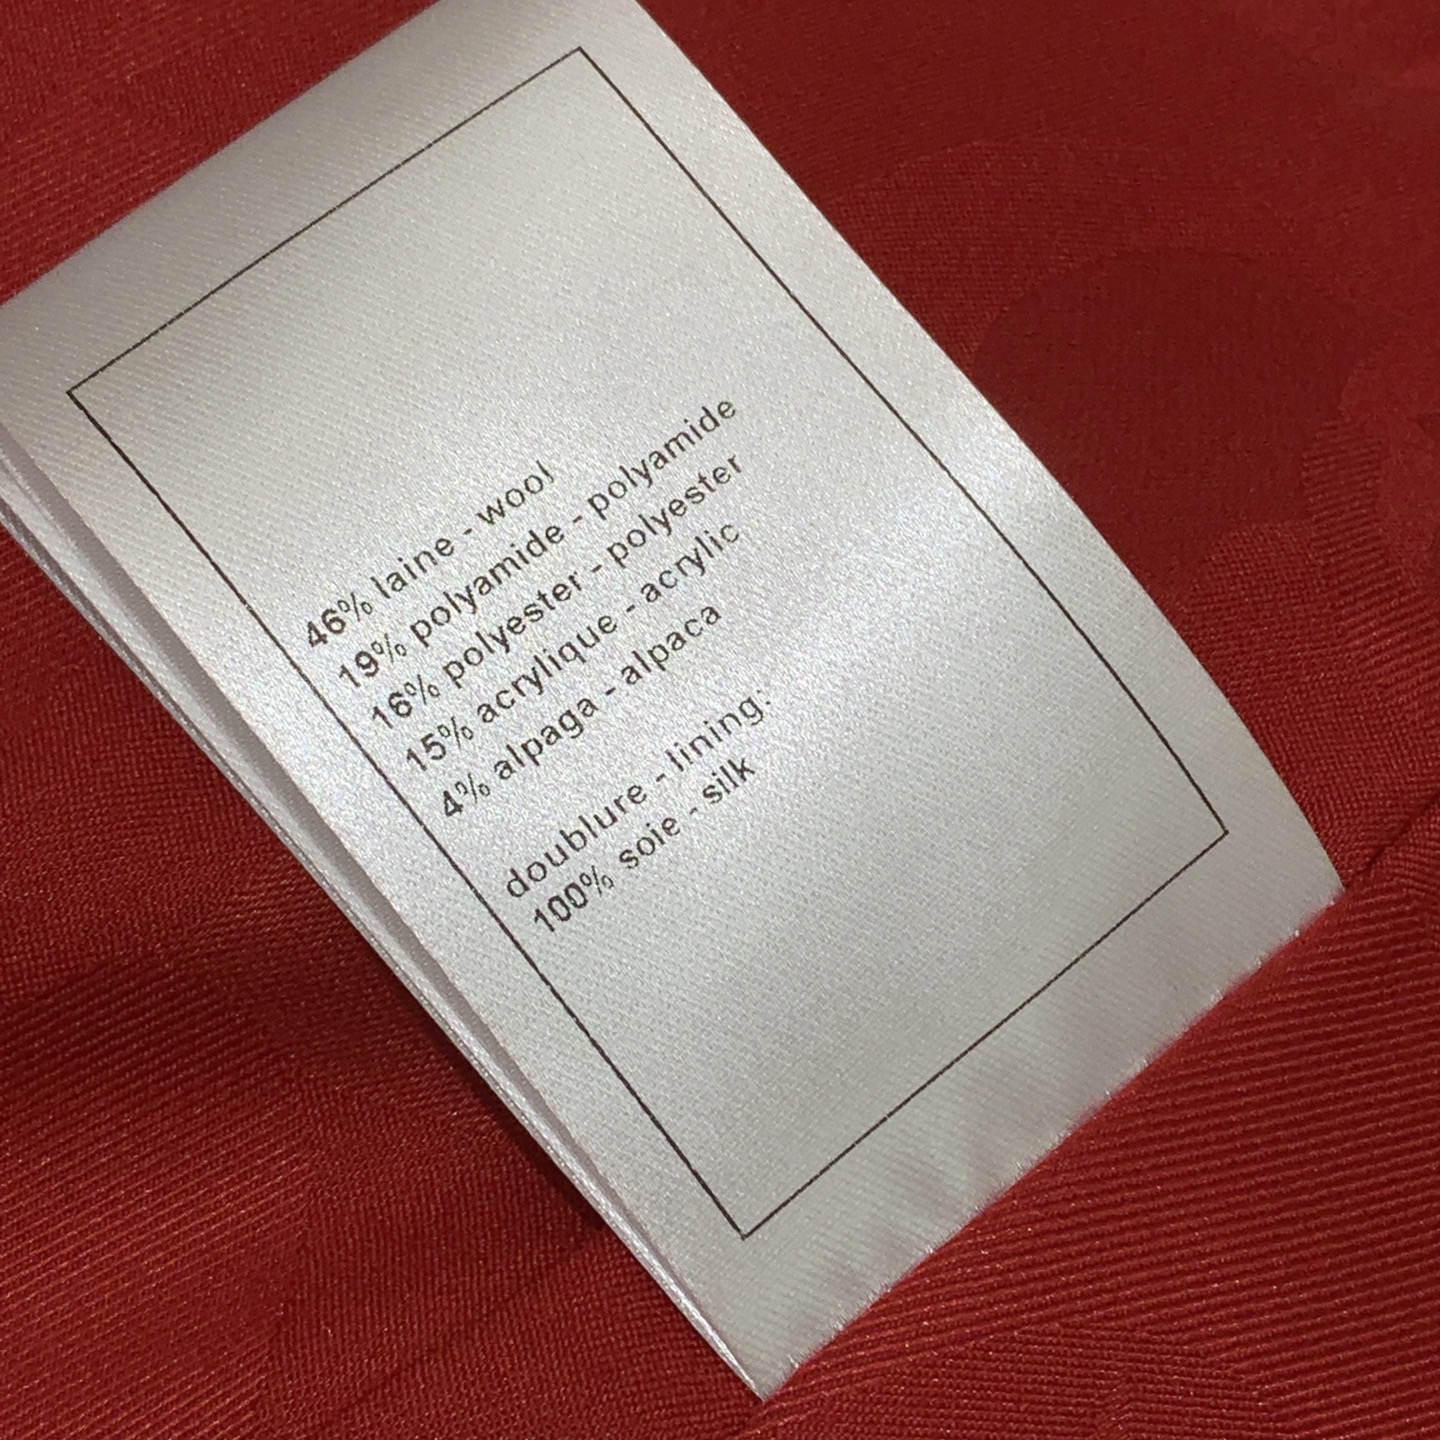 46% laine - wool
19% polyamide - polyamide
16% polyester - polyester
15% acrylique - acrylic
4% alpaga - alpaca
doublure - lining:
100% soie - silk